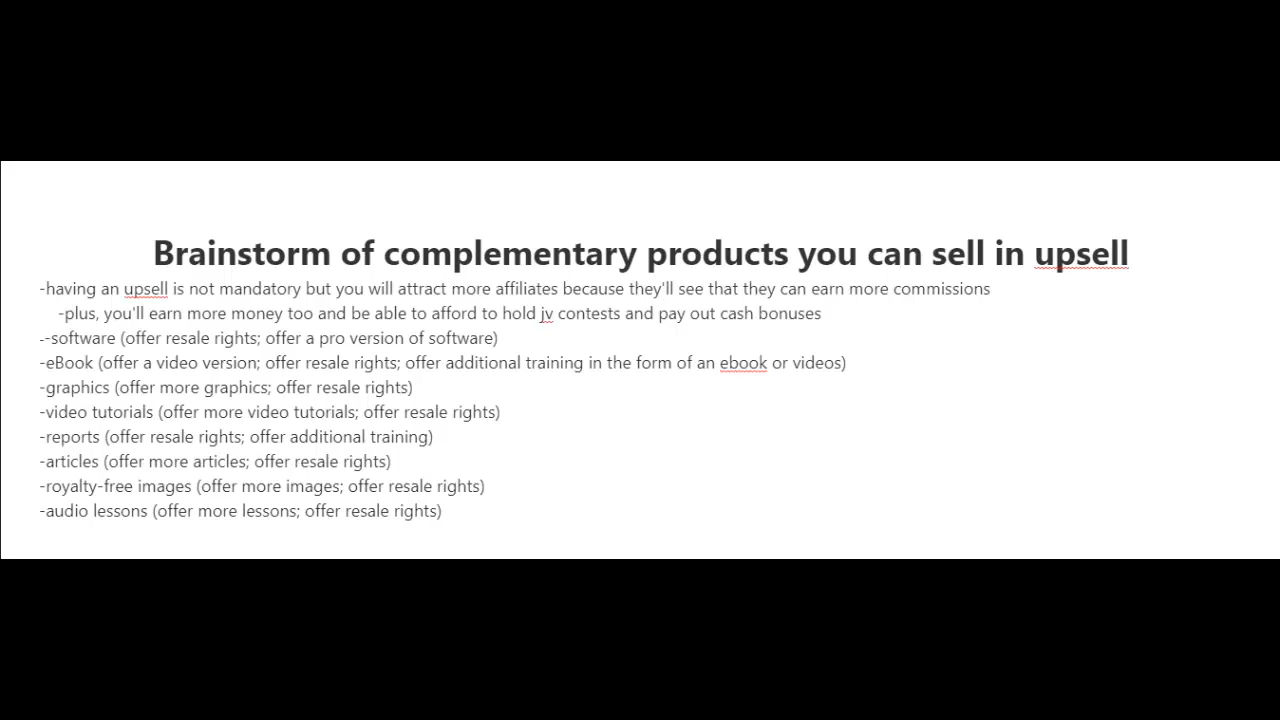 Brainstorm of complementary products you can sell in upsell
-having an upsell is not mandatory but you will attract more affiliates because they'll see that they can earn more commissions
-plus, you'll earn more money too and be able to afford to hold jv contests and pay out cash bonuses
--software (offer resale rights; offer a pro version of software)
-eBook (offer a video version; offer resale rights; offer additional training in the form of an ebook or videos)
-graphics (offer more graphics; offer resale rights)
-video tutorials (offer more video tutorials; offer resale rights)
-reports (offer resale rights; offer additional training)
-articles (offer more articles; offer resale rights)
-royalty-free images (offer more images; offer resale rights)
-audio lessons (offer more lessons; offer resale rights)